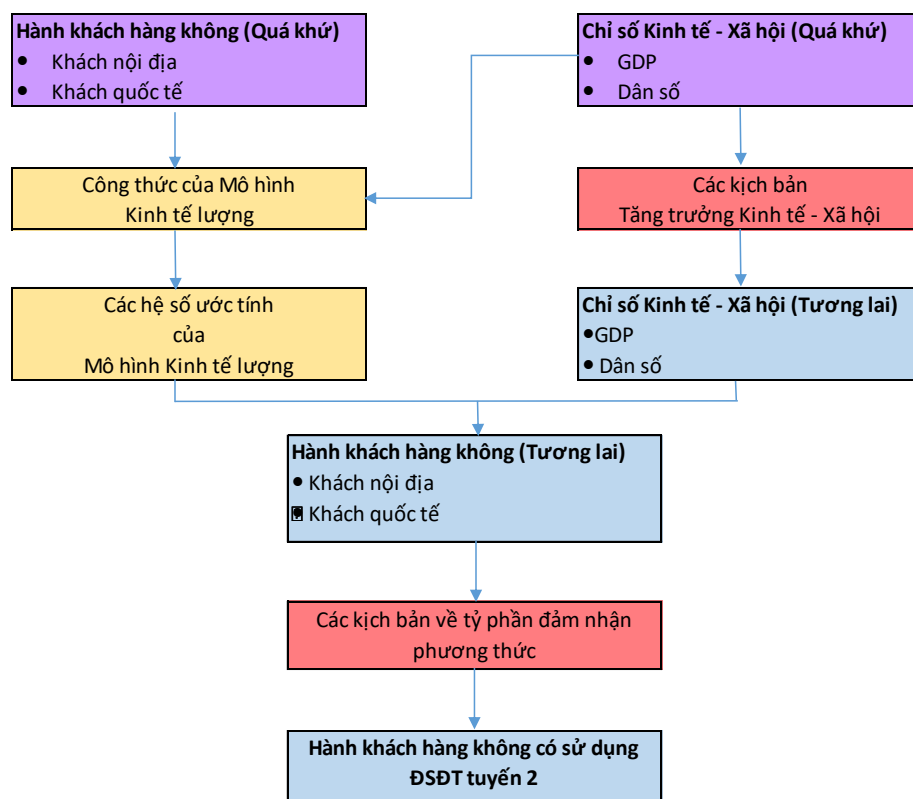 Hành khách hàng không (Quá khứ)
• Khách nội địa
• Khách quốc tế
Chỉ số Kinh tế - Xã hội (Quá khứ)
• GDP
• Dân số
Công thức của Mô hình
Kinh tế lượng
Các kịch bản
Tăng trưởng Kinh tế - Xã hội
Các hệ số ước tính
của
Mô hình Kinh tế lượng
Chỉ số Kinh tế - Xã hội (Tương lai)
•GDP
• Dân số
Hành khách hàng không (Tương lai)
• Khách nội địa
• Khách quốc tế
Các kịch bản về tỷ phần đảm nhận
phương thức
Hành khách hàng không có sử dụng
ĐSĐT tuyến 2